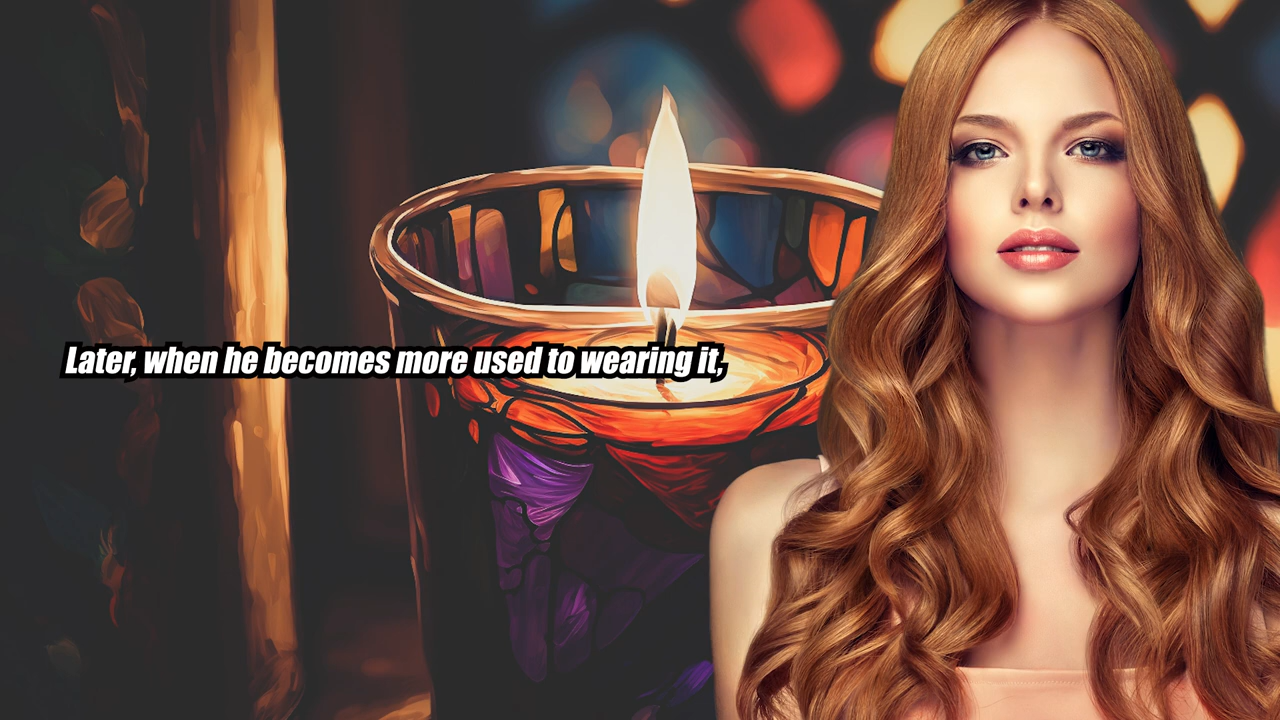 Later, when he becomes more used to wearing it,